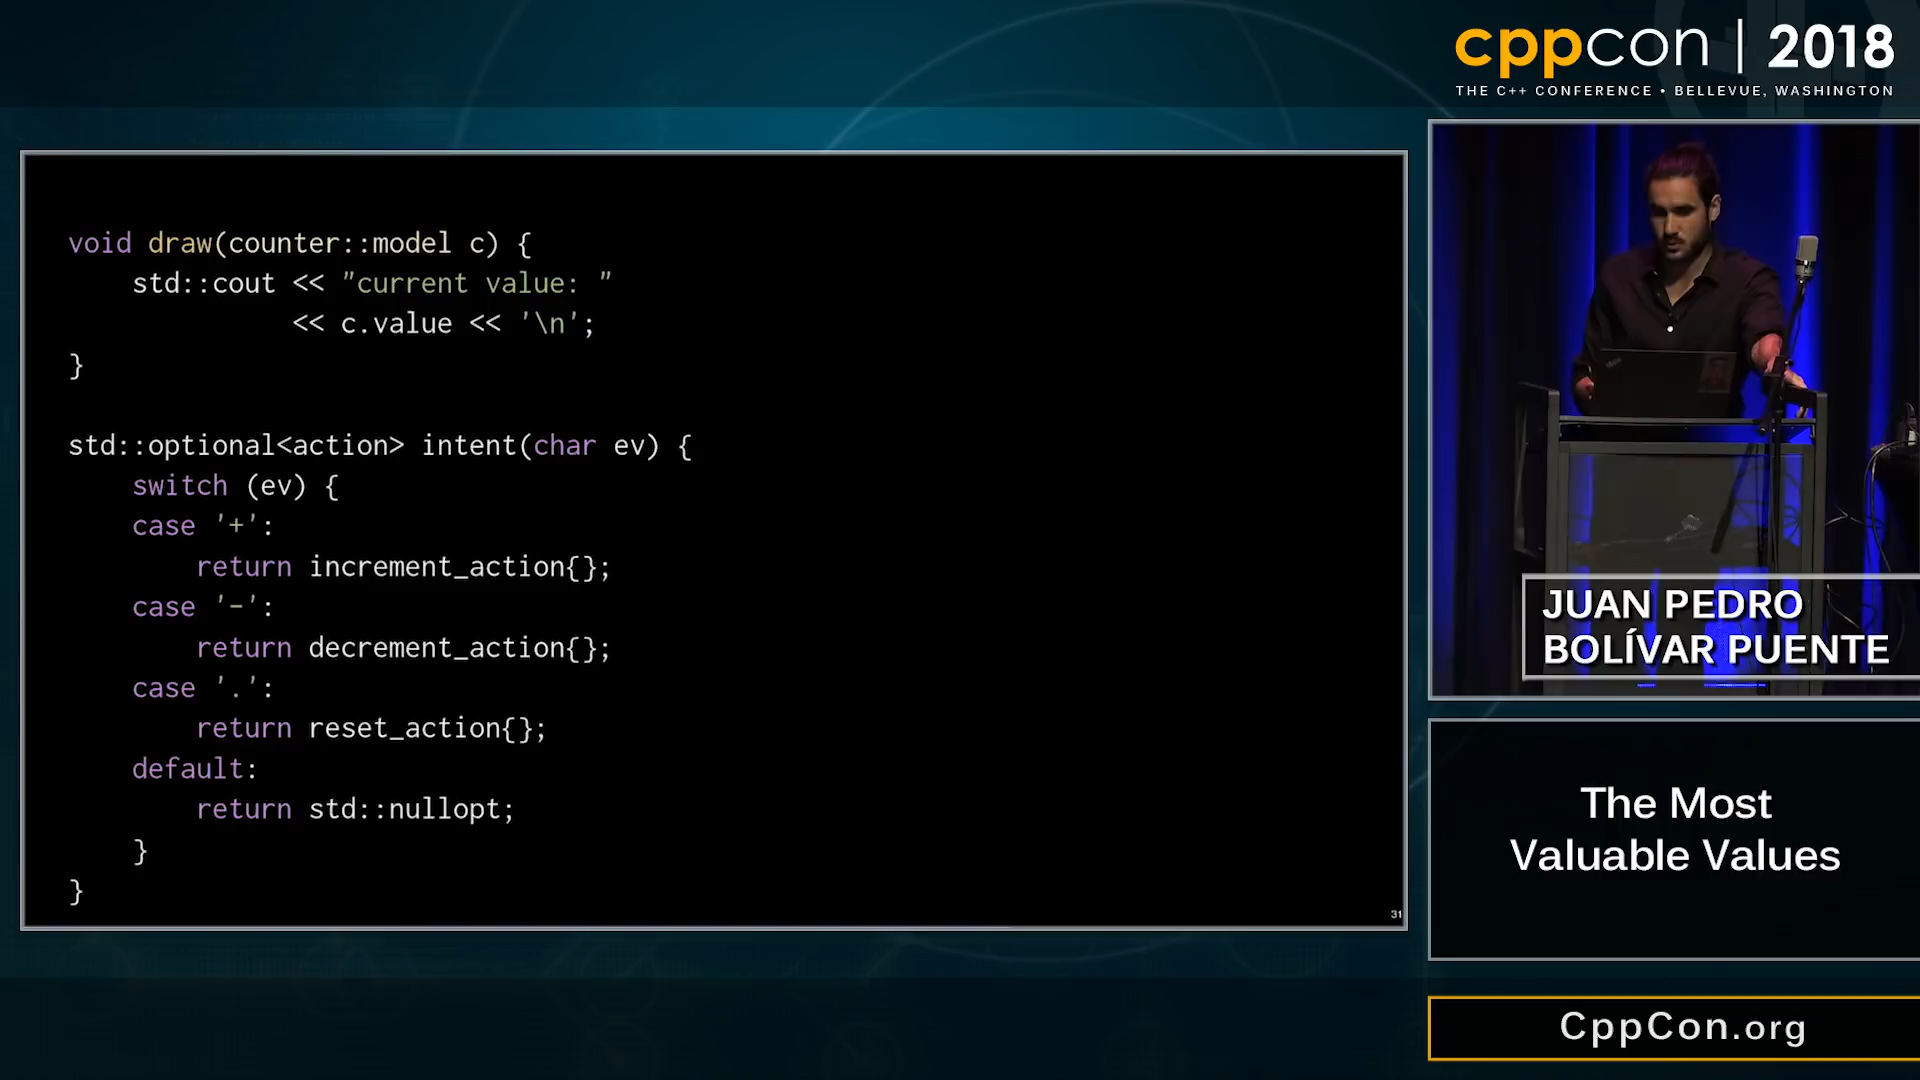 cppcon | 2018
THE C++ CONFERENCE • BELLEVUE, WASHINGTON
void draw(counter::model c) {
    std::cout << "current value: "
              << c.value << '\n';
}
std::optional<action> intent(char ev) {
    switch (ev) {
    case '+':
        return increment_action{};
    case '-':
        return decrement_action{};
    case '.':
        return reset_action{};
    default:
        return std::nullopt;
    }
}
31
JUAN PEDRO
BOLÍVAR PUENTE
The Most
Valuable Values
CppCon.org